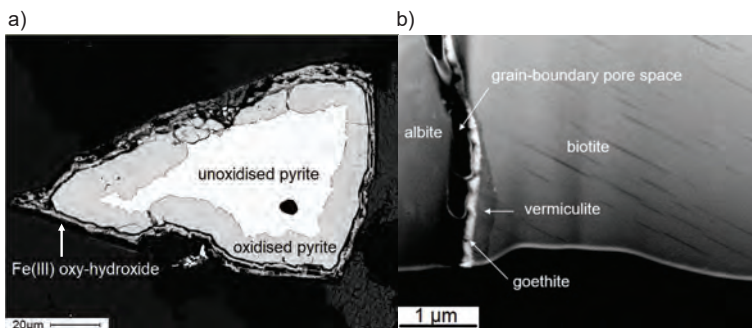 a)
unoxidised pyrite
oxidised pyrite
Fe(III) oxy-hydroxide
20µm
b)
grain-boundary pore space
albite
biotite
vermiculite
goethite
1 µm